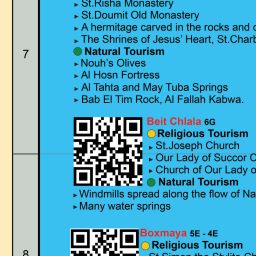 St.Risha Monastery
St.Doumit Old Monastery
A hermitage carved in the rocks and
The Shrines of Jesus' Heart, St.Charb
7
Natural Tourism
Nouh's Olives
Al Hosn Fortress
Al Tahta and May Tuba Springs
Bab El Tim Rock, Al Fallah Kabwa.
Beit Chlala 6G
Religious Tourism
St.Joseph Church
Our Lady of Succor C
Church of Our Lady o
Natural Tourism
Windmills spread along the flow of Na
Many water springs
Boxmaya 5E - 4E
8
Religious Tourism